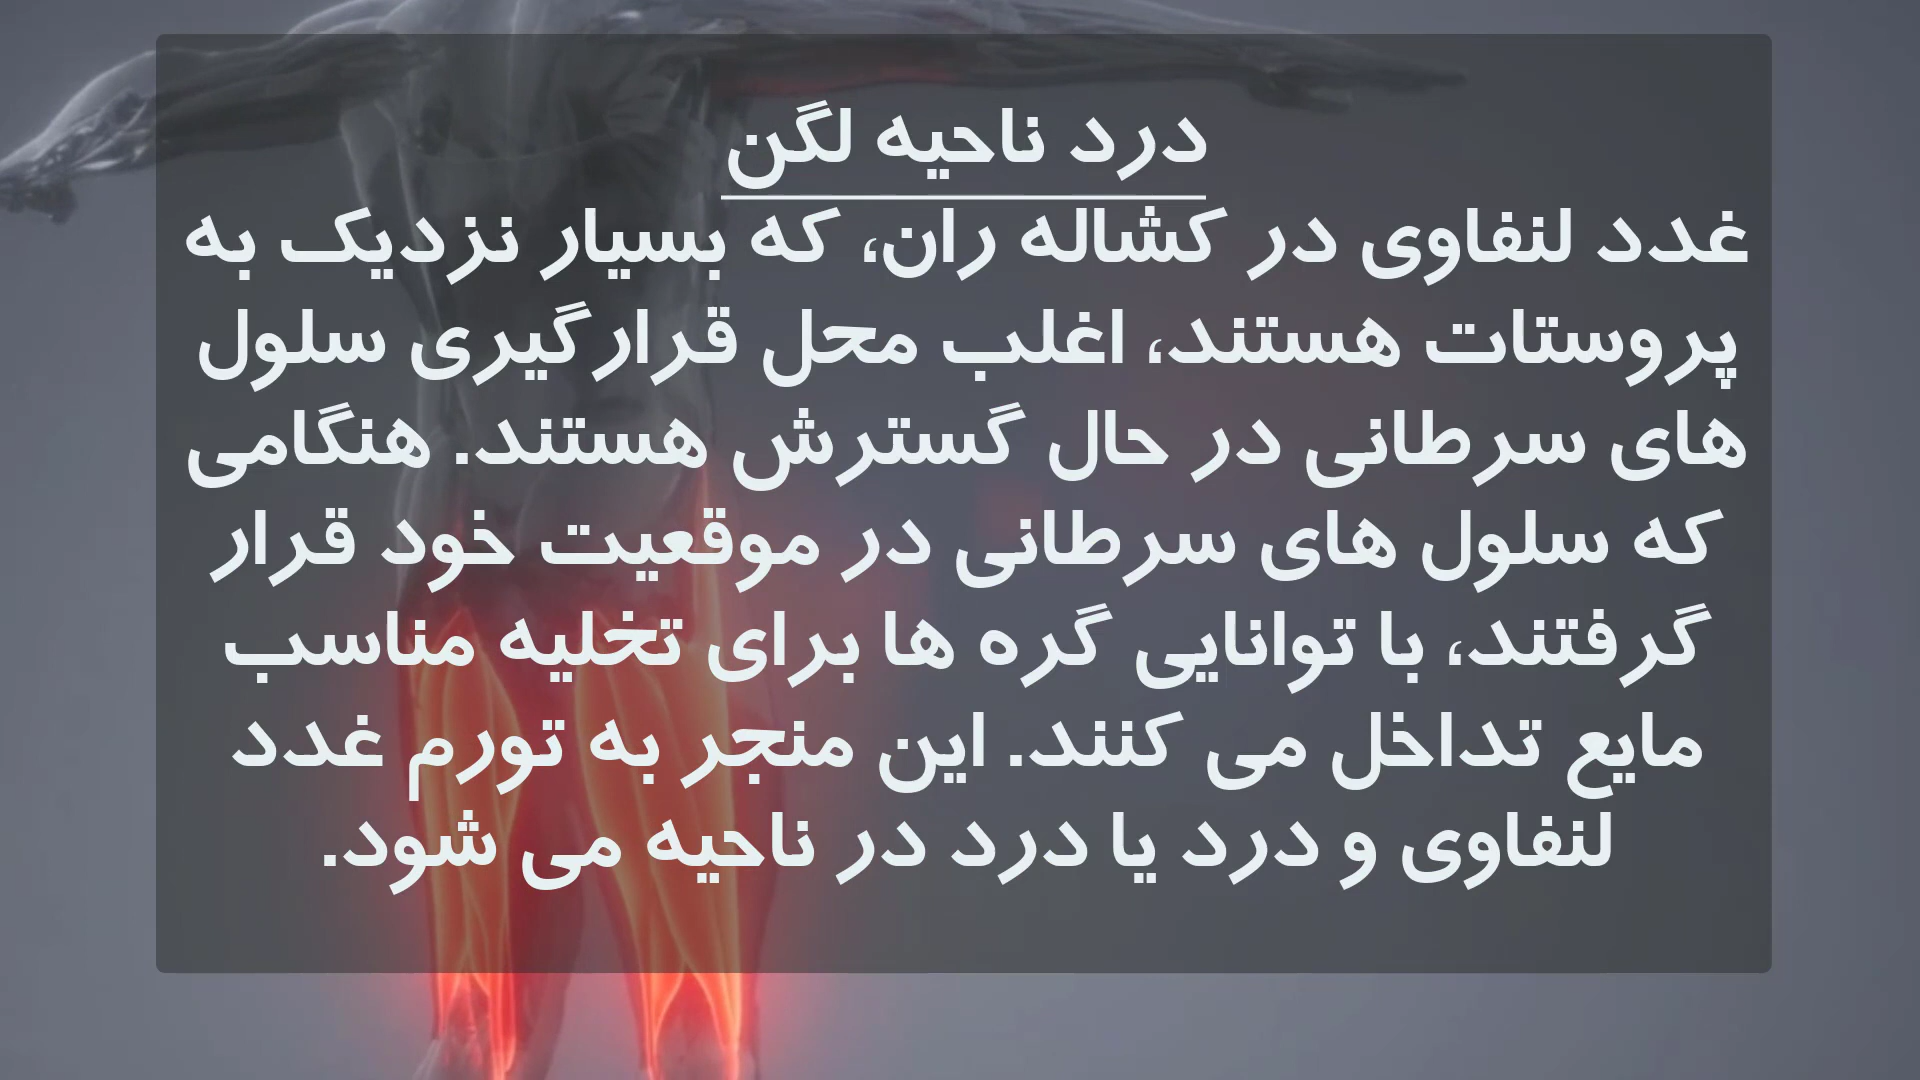 درد ناحیه لگن
غدد لنفاوی در کشاله ران، که بسیار نزدیک به
پروستات هستند، اغلب محل قرارگیری سلول
های سرطانی در حال گسترش هستند. هنگامی
که سلول های سرطانی در موقعیت خود قرار
گرفتند، با توانایی گره ها برای تخلیه مناسب
مایع تداخل می کنند. این منجر به تورم غدد
لنفاوی و درد یا درد در ناحیه می شود.